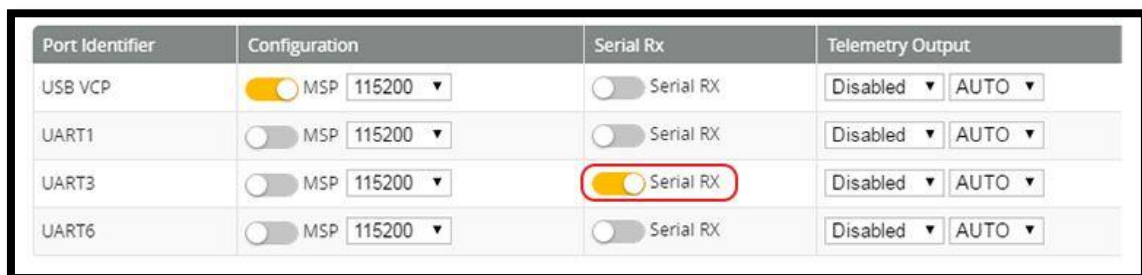 Port Identifier Configuration Serial Rx Telemetry Output
USB VCP MSP 115200 Serial RX Disabled AUTO
UART1 MSP 115200 Serial RX Disabled AUTO
UART3 MSP 115200 Serial RX Disabled AUTO
UART6 MSP 115200 Serial RX Disabled AUTO